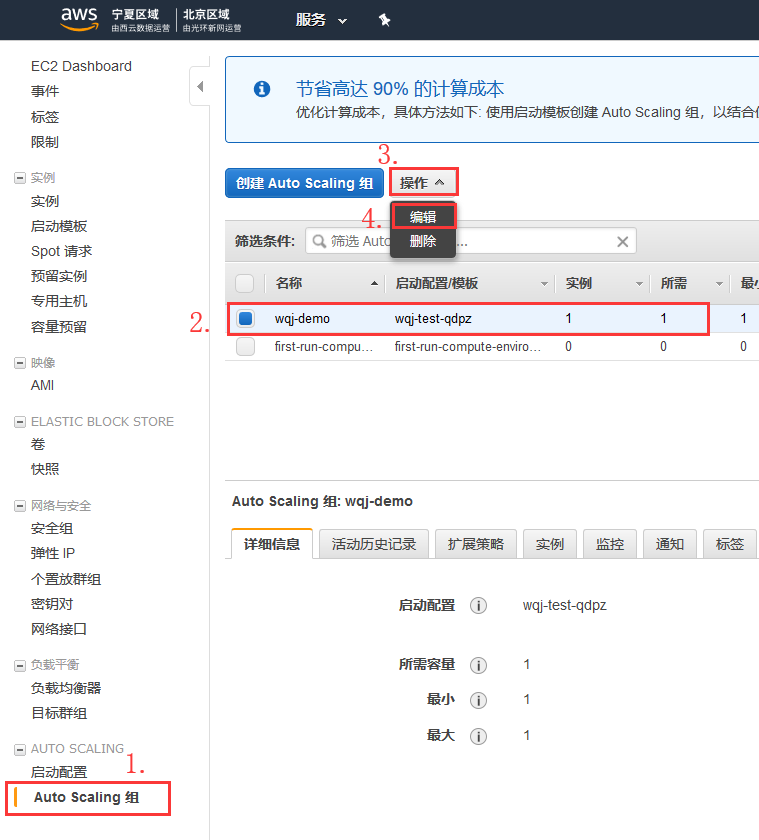 aws 宁夏区域 由西云数据运营 北京区域 由光环新网运营 服务
EC2 Dashboard
事件
标签
限制
实例
实例
启动模板
Spot 请求
预留实例
专用主机
容量预留
映像
AMI
ELASTIC BLOCK STORE
卷
快照
网络与安全
安全组
弹性 IP
个置放群组
密钥对
网络接口
负载平衡
负载均衡器
目标群组
AUTO SCALING
1.
启动配置
Auto Scaling 组
节省高达 90% 的计算成本
优化计算成本，具体方法如下: 使用启动模板创建 Auto Scaling 组，以结合
3.
创建 Auto Scaling 组 操作
4. 编辑
删除
筛选条件: 筛选 Auto ...
名称 启动配置/模板 实例 所需 最小
2. wqj-demo wqj-test-qdpz 1 1 1
first-run-compu... first-run-compute-enviro... 0 0 0
Auto Scaling 组: wqj-demo
详细信息 活动历史记录 扩展策略 实例 监控 通知 标签
启动配置 i wqj-test-qdpz
所需容量 i 1
最小 i 1
最大 i 1